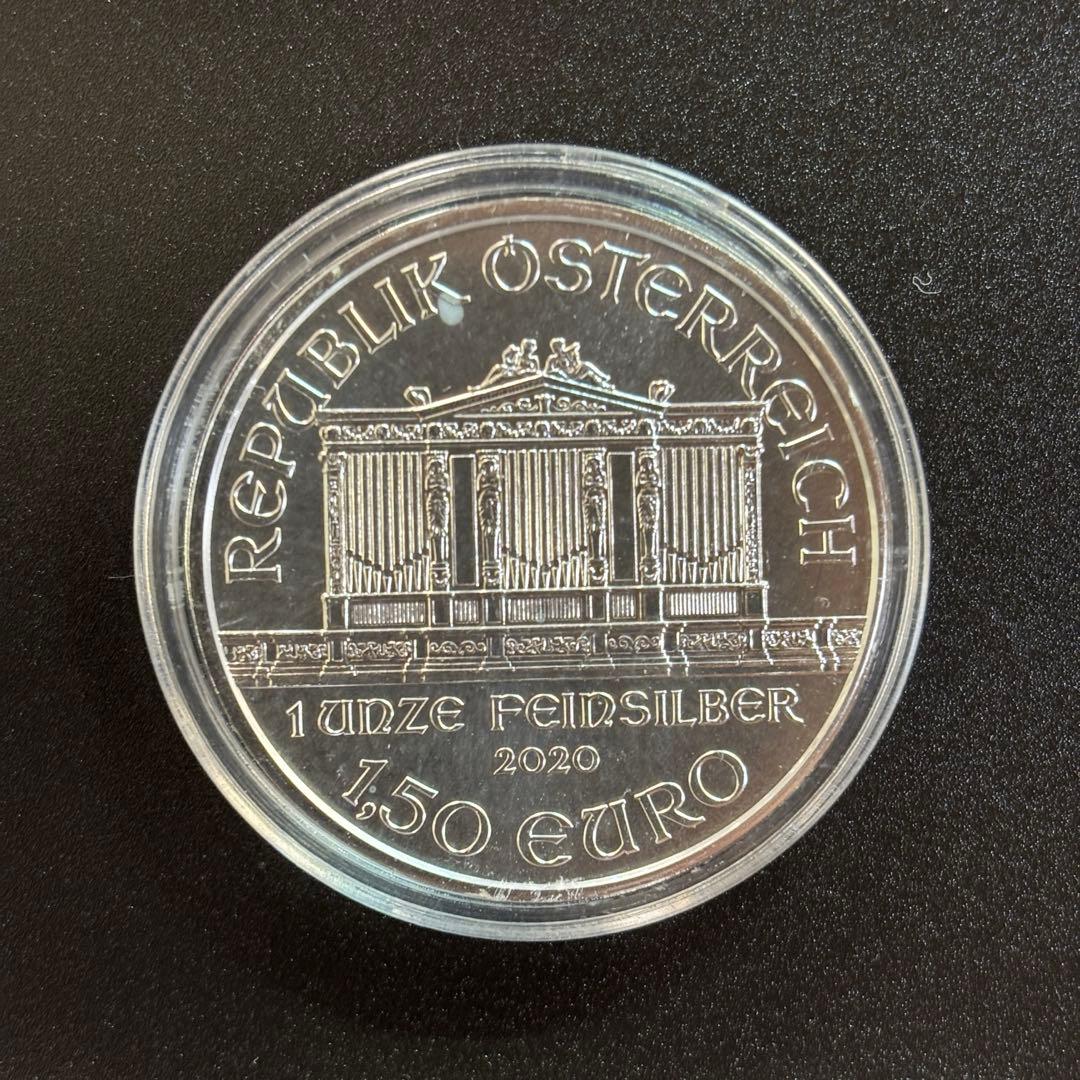 REPUBLIK ÖSTERREICH
1 UNZE FEINSILBER
2020
1,50 EURO